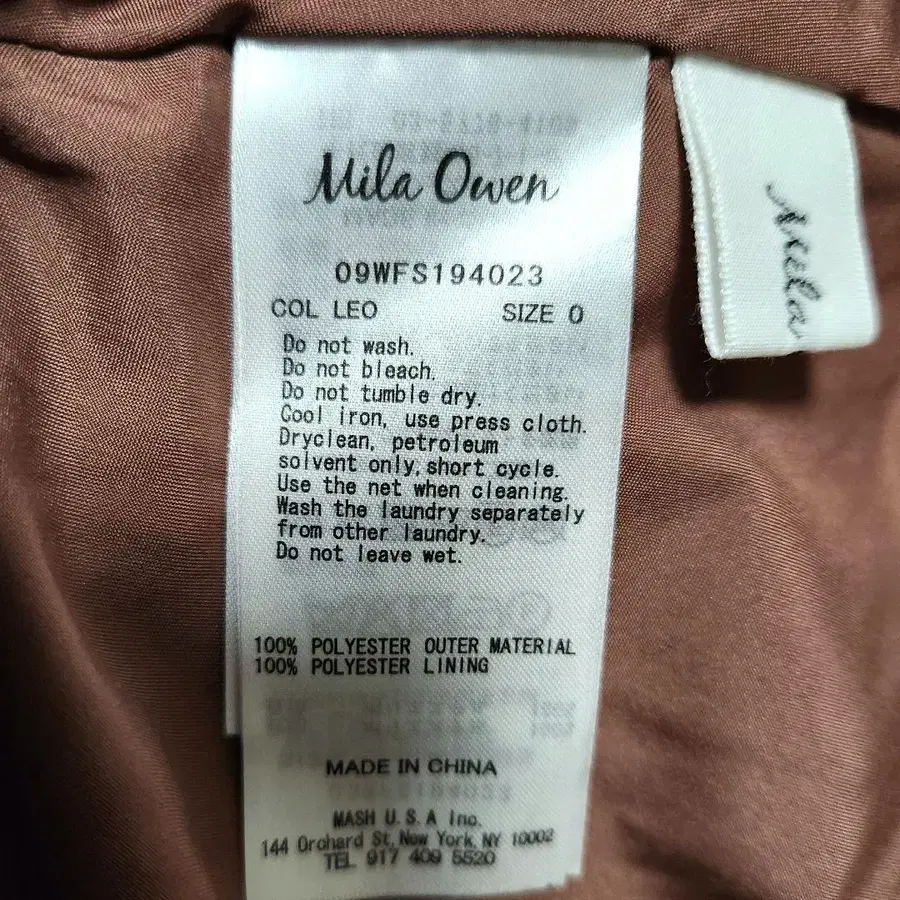 Mila Owen
09WFS194023
COL LEO SIZE 0
Do not wash.
Do not bleach.
Do not tumble dry.
Cool iron, use press cloth.
Dryclean, petroleum
solvent only, short cycle.
Use the net when cleaning.
Wash the laundry separately
from other laundry.
Do not leave wet.
100% POLYESTER OUTER MATERIAL
100% POLYESTER LINING
MADE IN CHINA
MASH U.S.A Inc.
144 Orchard St, New York, NY 10002
TEL 917 409 5520
Mila